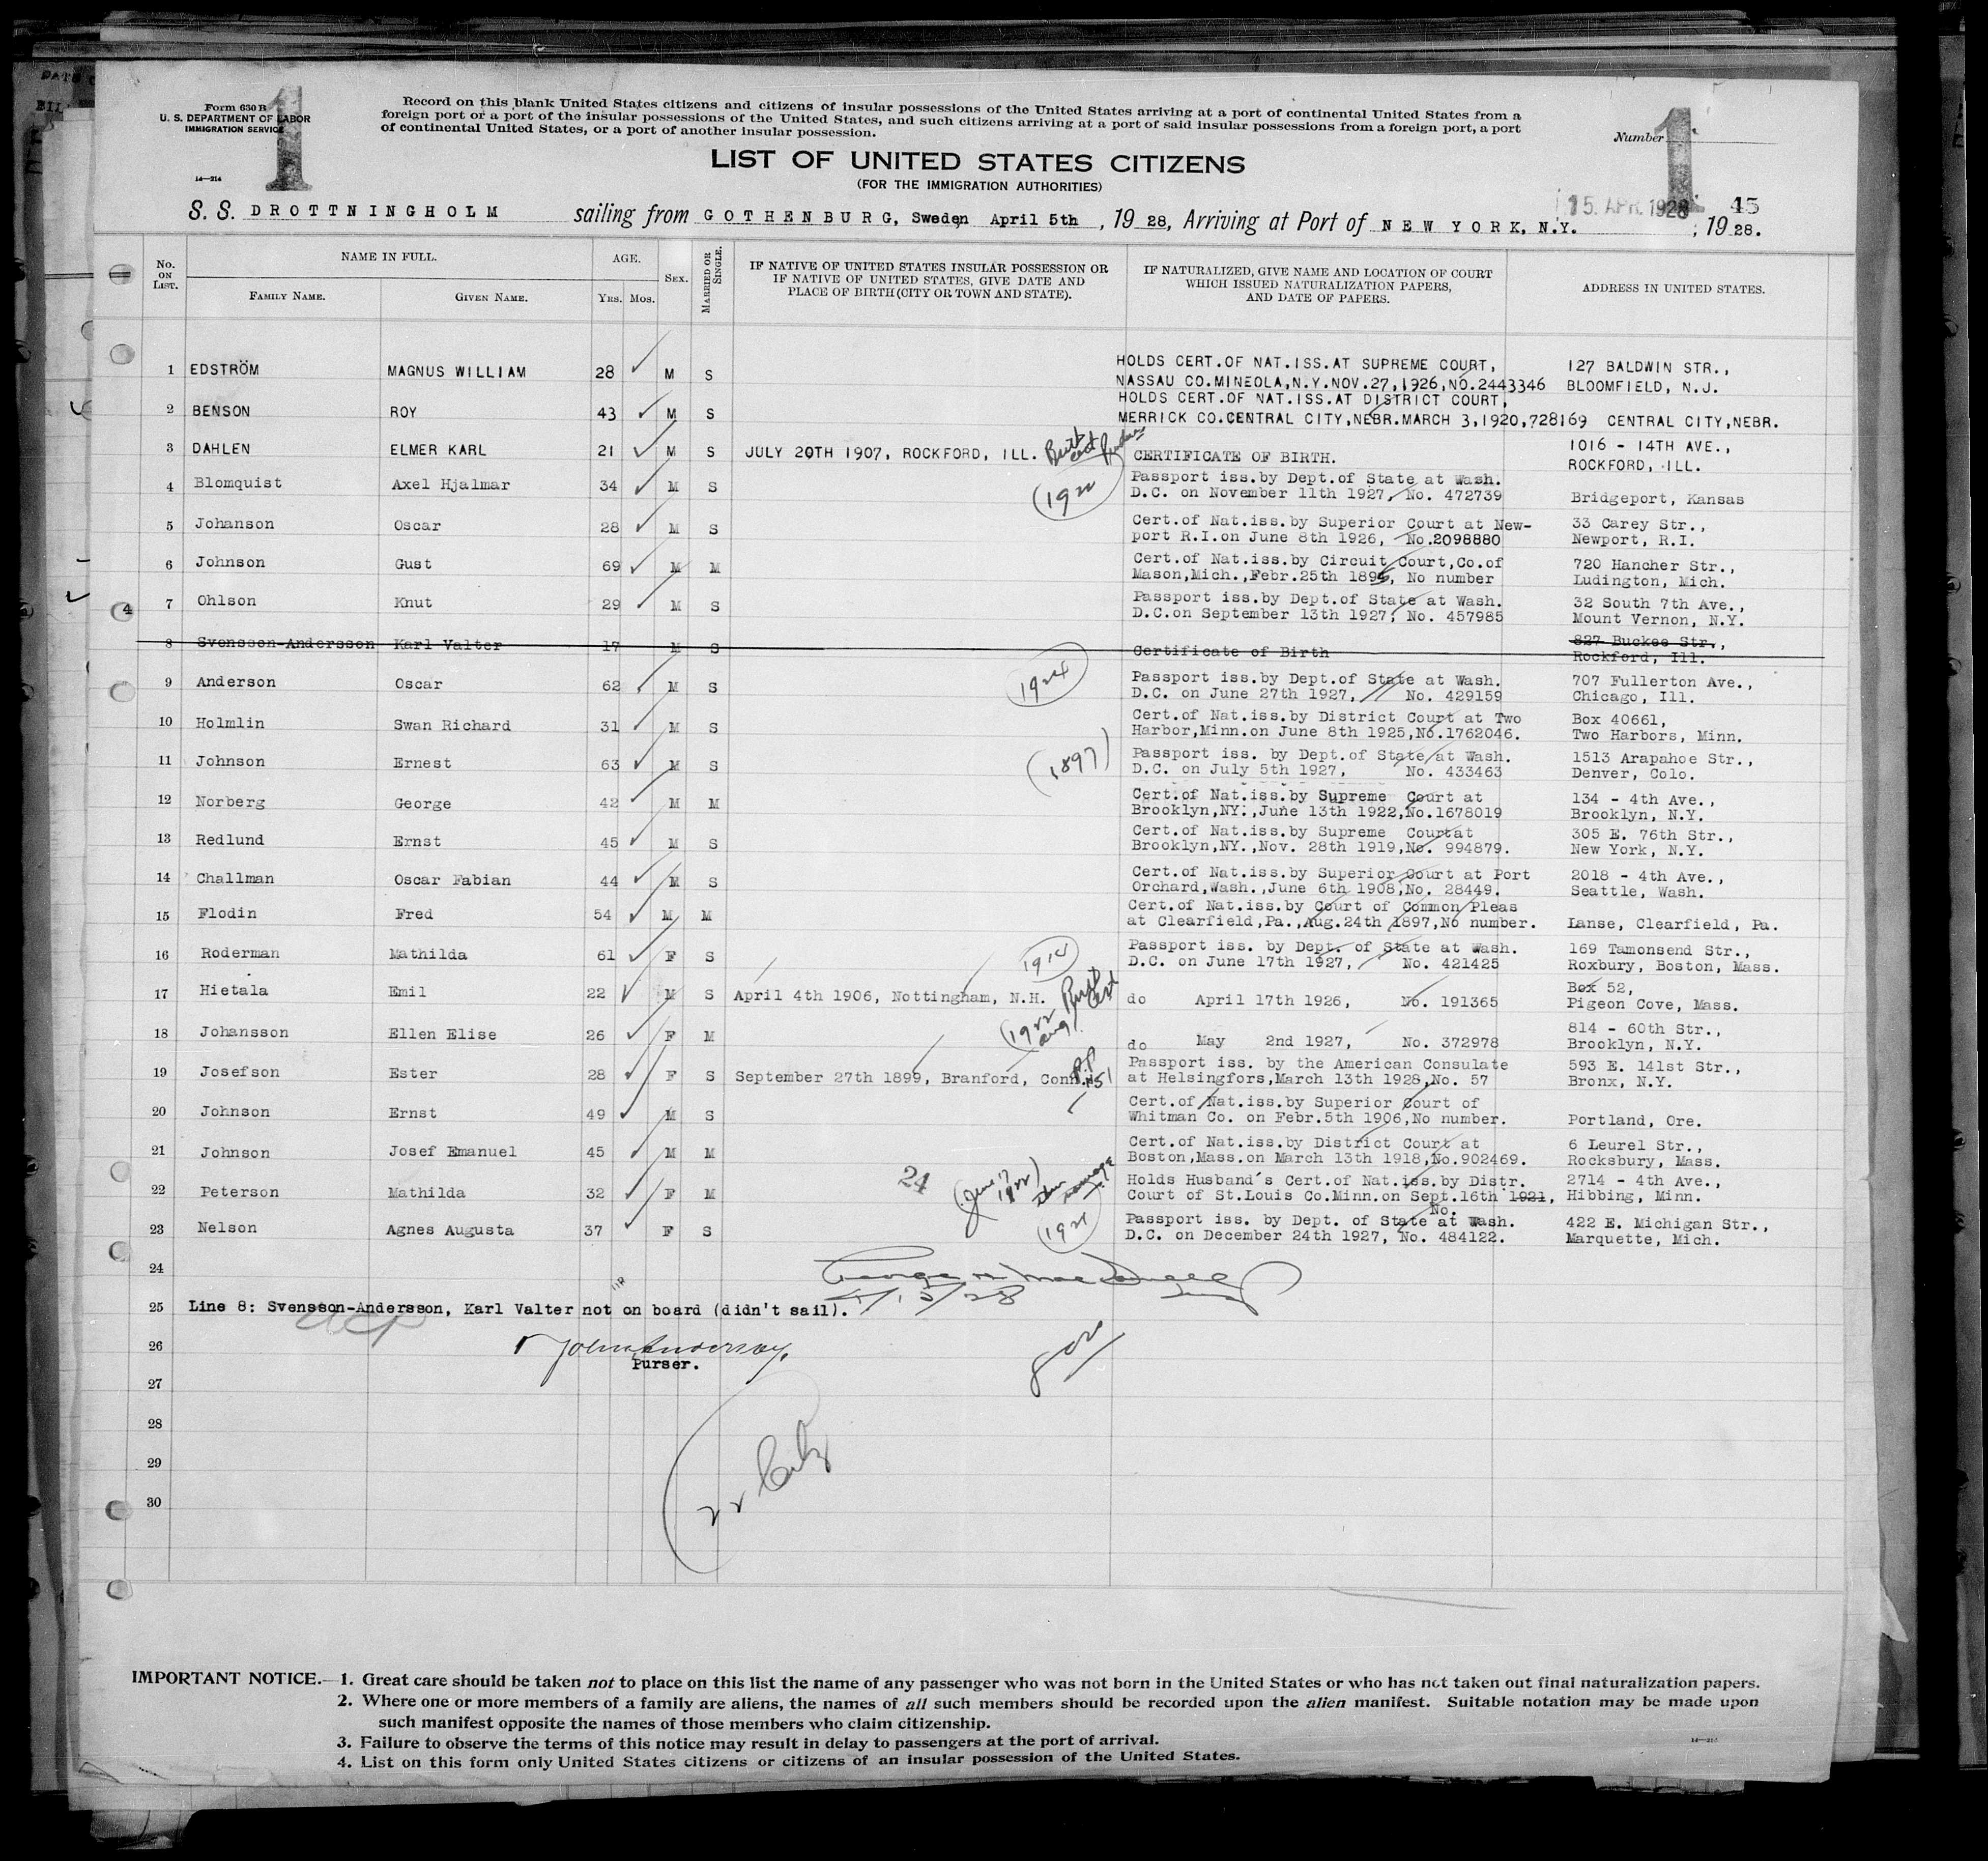 Form 630 B
U. S. DEPARTMENT OF LABOR
IMMIGRATION SERVICE
14—214
1
Record on this blank United States citizens and citizens of insular possessions of the United States arriving at a port of continental United States from a
foreign port or a port of the insular possessions of the United States, and such citizens arriving at a port of said insular possessions from a foreign port, a port
of continental United States, or a port of another insular possession.
Number 1
LIST OF UNITED STATES CITIZENS
(FOR THE IMMIGRATION AUTHORITIES)
15. APR. 1928 45
S. S. DROTTNINGHOLM sailing from GOTHENBURG, Sweden April 5th, 1928, Arriving at Port of NEW YORK, N.Y. , 1928.
No. ON LIST. NAME IN FULL. AGE. SEX. MARRIED OR SINGLE. IF NATIVE OF UNITED STATES INSULAR POSSESSION OR IF NATIVE OF UNITED STATES, GIVE DATE AND PLACE OF BIRTH (CITY OR TOWN AND STATE). IF NATURALIZED, GIVE NAME AND LOCATION OF COURT WHICH ISSUED NATURALIZATION PAPERS, AND DATE OF PAPERS. ADDRESS IN UNITED STATES.
FAMILY NAME. GIVEN NAME. YRS. MOS.
1 EDSTRÖM MAGNUS WILLIAM 28 M S HOLDS CERT.OF NAT.ISS.AT SUPREME COURT, 127 BALDWIN STR.,
NASSAU CO.MINEOLA,N.Y.NOV.27,1926,NO.2443346 BLOOMFIELD, N.J.
2 BENSON ROY 43 M S HOLDS CERT.OF NAT.ISS.AT DISTRICT COURT,
MERRICK CO.CENTRAL CITY,NEBR.MARCH 3,1920,728169 CENTRAL CITY,NEBR.
3 DAHLEN ELMER KARL 21 M S JULY 20TH 1907, ROCKFORD, ILL. Birth cert CERTIFICATE OF BIRTH. 1016 - 14TH AVE.,
ROCKFORD, ILL.
4 Blomquist Axel Hjalmar 34 M S Passport iss.by Dept.of State at Wash.
D.C. on November 11th 1927, No. 472739 Bridgeport, Kansas
5 Johanson Oscar 28 M S Cert.of Nat.iss.by Superior Court at New- 33 Carey Str.,
port R.I.on June 8th 1926, No.2098880 Newport, R.I.
6 Johnson Gust 69 M M Cert.of Nat.iss.by Circuit Court,Co.of 720 Hancher Str.,
Mason,Mich.,Febr.25th 1896, No number Ludington, Mich.
4 7 Ohlson Knut 29 M S Passport iss.by Dept.of State at Wash. 32 South 7th Ave.,
D.C.on September 13th 1927, No. 457985 Mount Vernon, N.Y.
8 Svensson-Andersson Karl Valter 17 M S Certificate of Birth 827 Buckee Str.,
Rockford, Ill.
9 Anderson Oscar 62 M S (1924) Passport iss.by Dept.of State at Wash. 707 Fullerton Ave.,
D.C. on June 27th 1927, No. 429159 Chicago, Ill.
10 Holmlin Swan Richard 31 M S Cert.of Nat.iss.by District Court at Two Box 40661,
Harbor,Minn.on June 8th 1925,No.1762046. Two Harbors, Minn.
11 Johnson Ernest 63 M S (1897) Passport iss. by Dept.of State at Wash. 1513 Arapahoe Str.,
D.C. on July 5th 1927, No. 433463 Denver, Colo.
12 Norberg George 42 M M Cert.of Nat.iss.by Supreme Court at 134 - 4th Ave.,
Brooklyn,NY.,June 13th 1922,No.1678019 Brooklyn, N.Y.
13 Redlund Ernst 45 M S Cert.of Nat.iss.by Supreme Courtat 305 E. 76th Str.,
Brooklyn,NY.,Nov. 28th 1919,No. 994879. New York, N.Y.
14 Challman Oscar Fabian 44 M S Cert.of Nat.iss.by Superior Court at Port 2018 - 4th Ave.,
Orchard,Wash.,June 6th 1908,No. 28449. Seattle, Wash.
15 Flodin Fred 54 M M Cert.of Nat.iss.by Court of Common Pleas
at Clearfield,Pa.,Aug.24th 1897,No number. Lanse, Clearfield, Pa.
16 Roderman Mathilda 61 F S Passport iss. by Dept. of State at Wash. 169 Tamonsend Str.,
D.C. on June 17th 1927, No. 421425 Roxbury, Boston, Mass.
17 Hietala Emil 22 M S April 4th 1906, Nottingham, N.H. Birth Cert do April 17th 1926, No. 191365 Box 52,
Pigeon Cove, Mass.
18 Johansson Ellen Elise 26 F M (1922 Aug) do May 2nd 1927, No. 372978 814 - 60th Str.,
Brooklyn, N.Y.
19 Josefson Ester 28 F S September 27th 1899, Branford, Conn. Passport iss. by the American Consulate 593 E. 141st Str.,
at Helsingfors,March 13th 1928,No. 57 Bronx, N.Y.
20 Johnson Ernst 49 M S Cert.of Nat.iss.by Superior Court of
Whitman Co. on Febr.5th 1906,No number. Portland, Ore.
21 Johnson Josef Emanuel 45 M M Cert.of Nat.iss.by District Court at 6 Leurel Str.,
Boston,Mass.on March 13th 1918,No.902469. Rocksbury, Mass.
22 Peterson Mathilda 32 F M 24 Holds Husband's Cert.of Nat.iss.by Distr. 2714 - 4th Ave.,
Court of St.Louis Co.Minn.on Sept.16th 1921, Hibbing, Minn.
No.
23 Nelson Agnes Augusta 37 F S Passport iss. by Dept. of State at Wash. 422 E. Michigan Str.,
D.C. on December 24th 1927, No. 484122. Marquette, Mich.
24
4/15/28
25 Line 8: Svensson-Andersson, Karl Valter not on board (didn't sail).
26 John Anderson.
Purser.
27
28
29
30
IMPORTANT NOTICE.—1. Great care should be taken not to place on this list the name of any passenger who was not born in the United States or who has not taken out final naturalization papers.
2. Where one or more members of a family are aliens, the names of all such members should be recorded upon the alien manifest. Suitable notation may be made upon
such manifest opposite the names of those members who claim citizenship.
3. Failure to observe the terms of this notice may result in delay to passengers at the port of arrival.
4. List on this form only United States citizens or citizens of an insular possession of the United States.
14—214